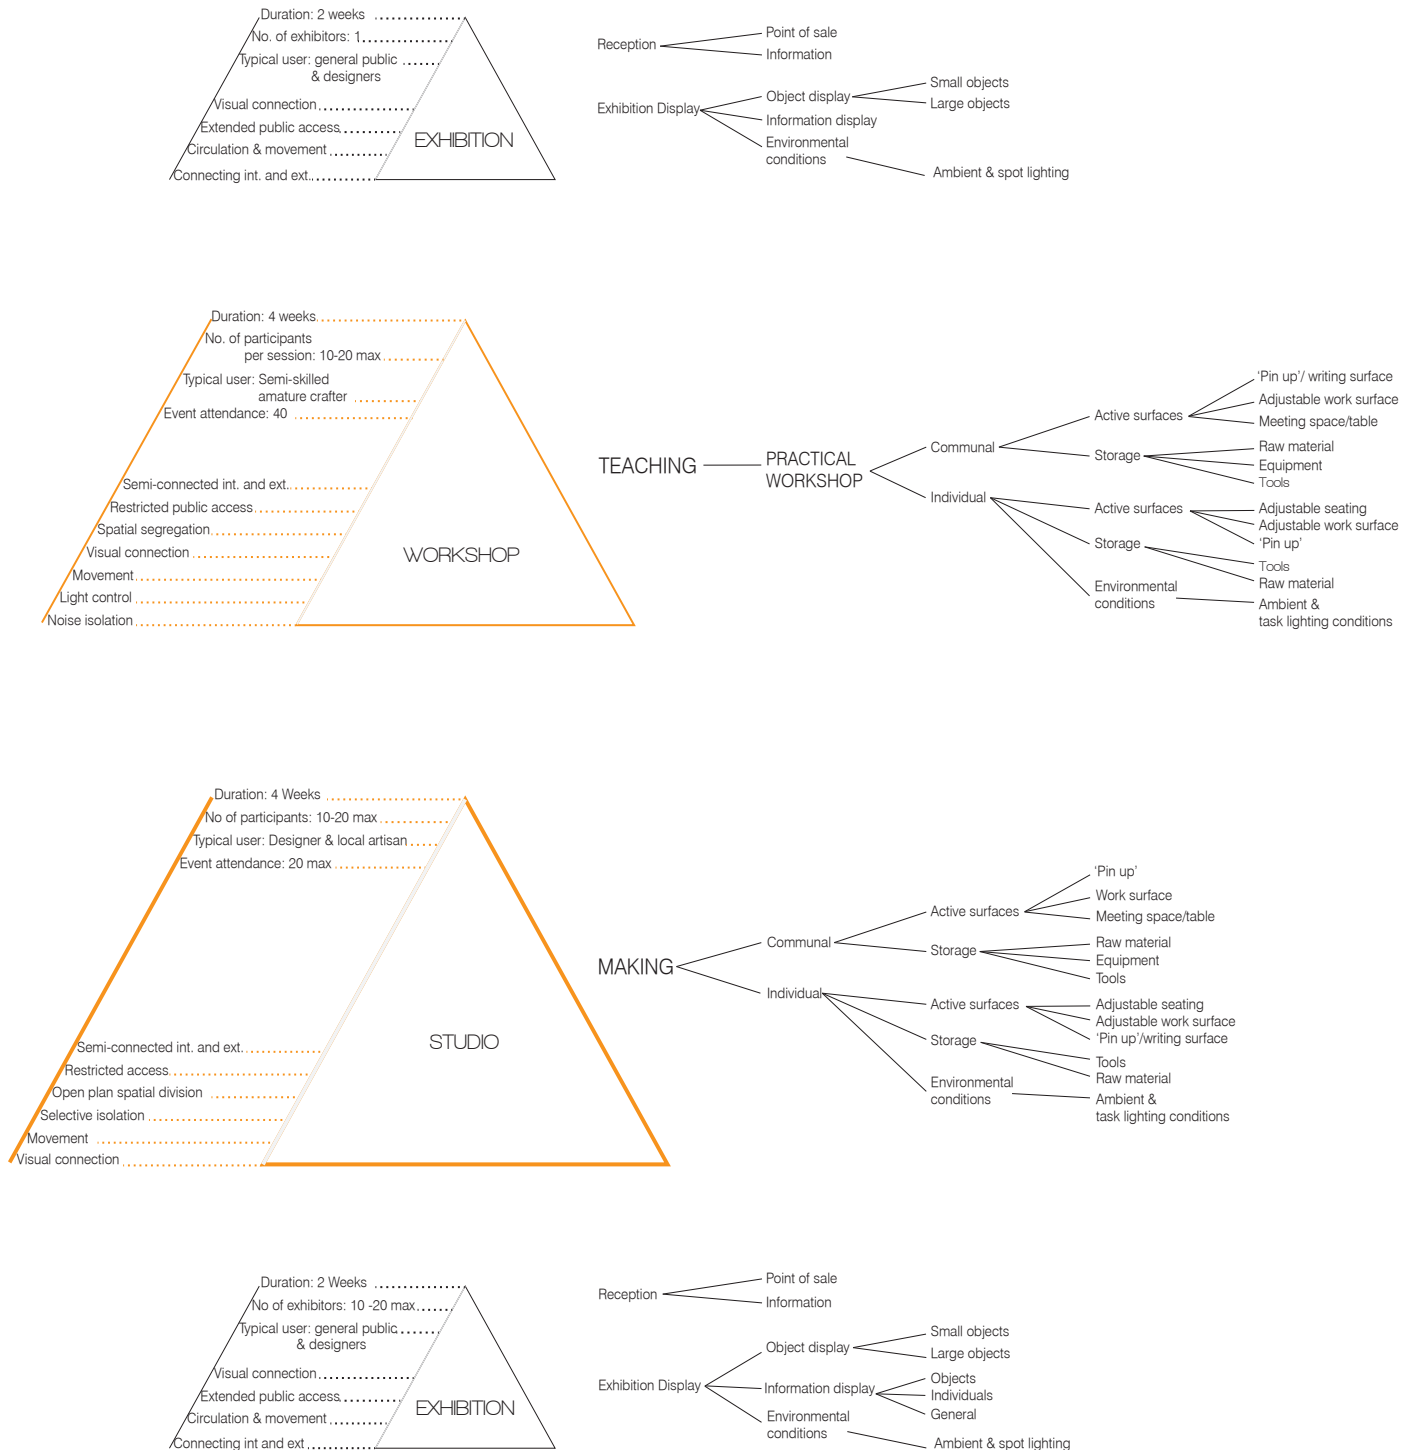 Duration: 2 weeks
No. of exhibitors: 1
Typical user: general public
& designers
Visual connection
Extended public access
Circulation & movement
Connecting int. and ext.
EXHIBITION
Reception
Point of sale
Information
Exhibition Display
Object display
Small objects
Large objects
Information display
Environmental
conditions
Ambient & spot lighting
Duration: 4 weeks
No. of participants
per session: 10-20 max
Typical user: Semi-skilled
amature crafter
Event attendance: 40
Semi-connected int. and ext.
Restricted public access
Spatial segregation
Visual connection
Movement
Light control
Noise isolation
WORKSHOP
TEACHING
PRACTICAL
WORKSHOP
Communal
Active surfaces
'Pin up'/ writing surface
Adjustable work surface
Meeting space/table
Storage
Raw material
Equipment
Tools
Individual
Active surfaces
Adjustable seating
Adjustable work surface
'Pin up'
Storage
Tools
Raw material
Environmental
conditions
Ambient &
task lighting conditions
Duration: 4 Weeks
No of participants: 10-20 max
Typical user: Designer & local artisan
Event attendance: 20 max
Semi-connected int. and ext.
Restricted access
Open plan spatial division
Selective isolation
Movement
Visual connection
STUDIO
MAKING
Communal
Active surfaces
'Pin up'
Work surface
Meeting space/table
Storage
Raw material
Equipment
Tools
Individual
Active surfaces
Adjustable seating
Adjustable work surface
'Pin up'/writing surface
Storage
Tools
Raw material
Environmental
conditions
Ambient &
task lighting conditions
Duration: 2 Weeks
No of exhibitors: 10 -20 max
Typical user: general public
& designers
Visual connection
Extended public access
Circulation & movement
Connecting int and ext
EXHIBITION
Reception
Point of sale
Information
Exhibition Display
Object display
Small objects
Large objects
Information display
Objects
Individuals
General
Environmental
conditions
Ambient & spot lighting